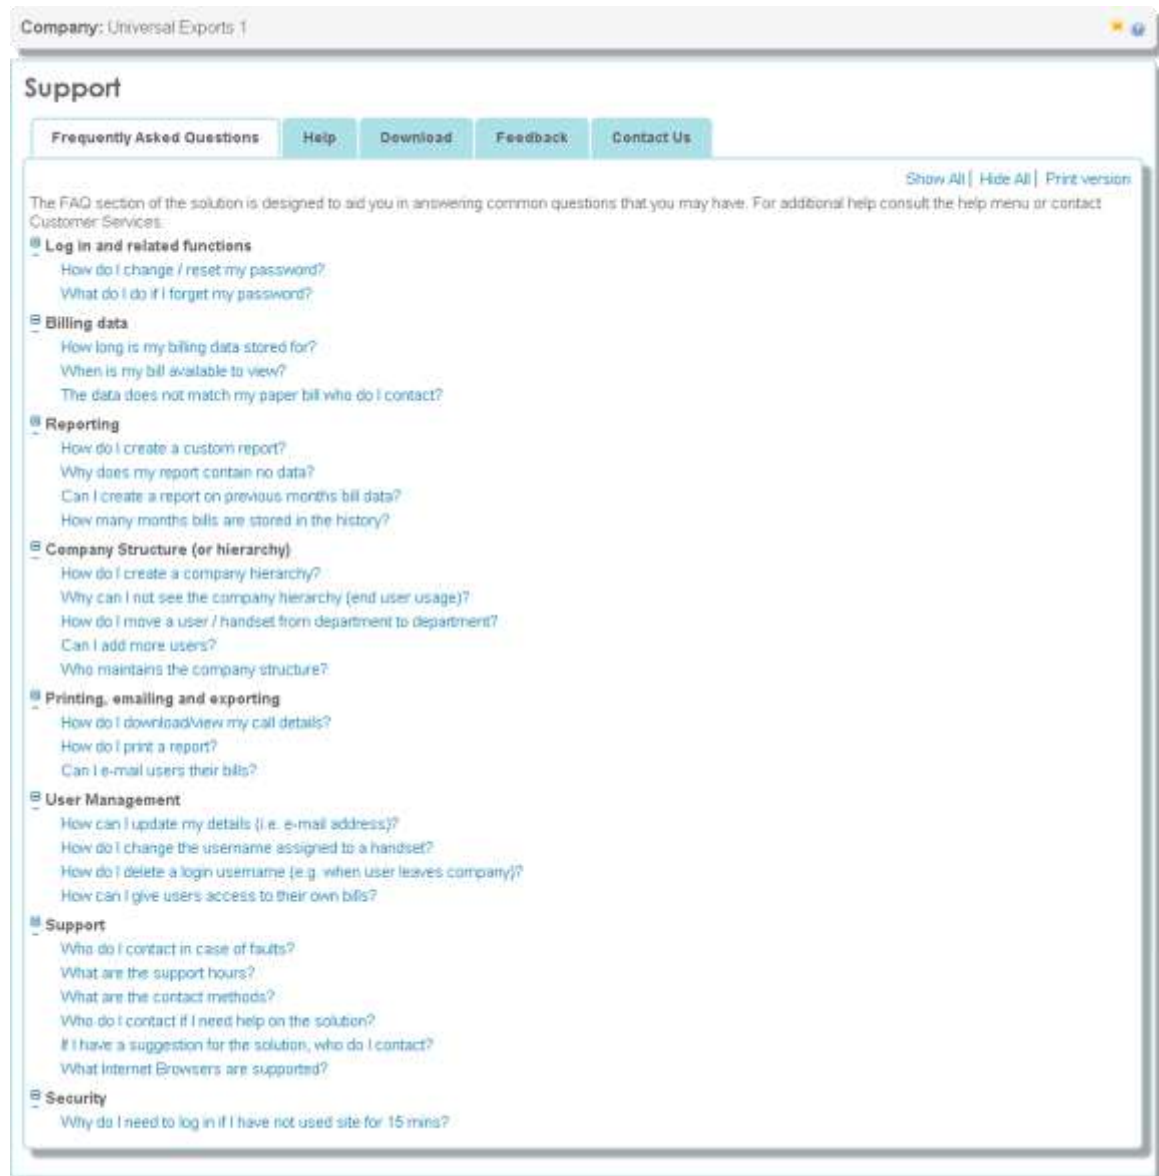 Company: Universal Exports 1
Support
Frequently Asked Questions Help Download Feedback Contact Us
Show All | Hide All | Print version
The FAQ section of the solution is designed to aid you in answering common questions that you may have. For additional help consult the help menu or contact
Customer Services.
Log in and related functions
How do I change / reset my password?
What do I do if I forget my password?
Billing data
How long is my billing data stored for?
When is my bill available to view?
The data does not match my paper bill who do I contact?
Reporting
How do I create a custom report?
Why does my report contain no data?
Can I create a report on previous months bill data?
How many months bills are stored in the history?
Company Structure (or hierarchy)
How do I create a company hierarchy?
Why can I not see the company hierarchy (end user usage)?
How do I move a user / handset from department to department?
Can I add more users?
Who maintains the company structure?
Printing, emailing and exporting
How do I download/view my call details?
How do I print a report?
Can I e-mail users their bills?
User Management
How can I update my details (i.e. e-mail address)?
How do I change the username assigned to a handset?
How do I delete a login username (e.g. when user leaves company)?
How can I give users access to their own bills?
Support
Who do I contact in case of faults?
What are the support hours?
What are the contact methods?
Who do I contact if I need help on the solution?
If I have a suggestion for the solution, who do I contact?
What Internet Browsers are supported?
Security
Why do I need to log in if I have not used site for 15 mins?